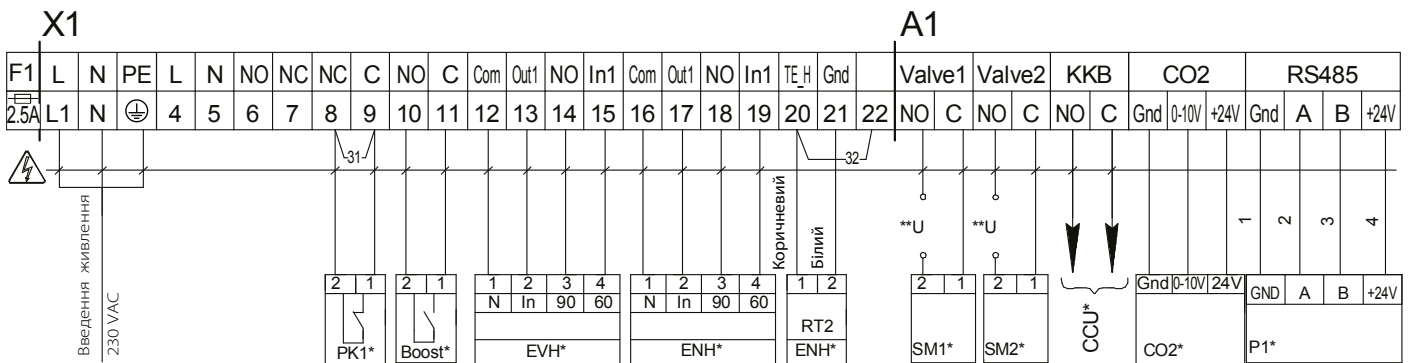 X1 A1
F1 L N PE L N NO NC NC C NO C Com Out1 NO In1 Com Out1 NO In1 TE_H Gnd Valve1 Valve2 KKB CO2 RS485
2.5A L1 N 4 5 6 7 8 9 10 11 12 13 14 15 16 17 18 19 20 21 22 NO C NO C NO C Gnd 0-10V +24V Gnd A B +24V
31 32
Введення живлення
230 VAC
Коричневий
Білий
**U **U
1 2 3 4
2 1 2 1 1 2 3 4 1 2 3 4 1 2 2 1 2 1 Gnd 0-10V 24V GND A B +24V
N In 90 60 N In 90 60
RT2
PK1* Boost* EVH* ENH* ENH* SM1* SM2* CCU* CO2* P1*